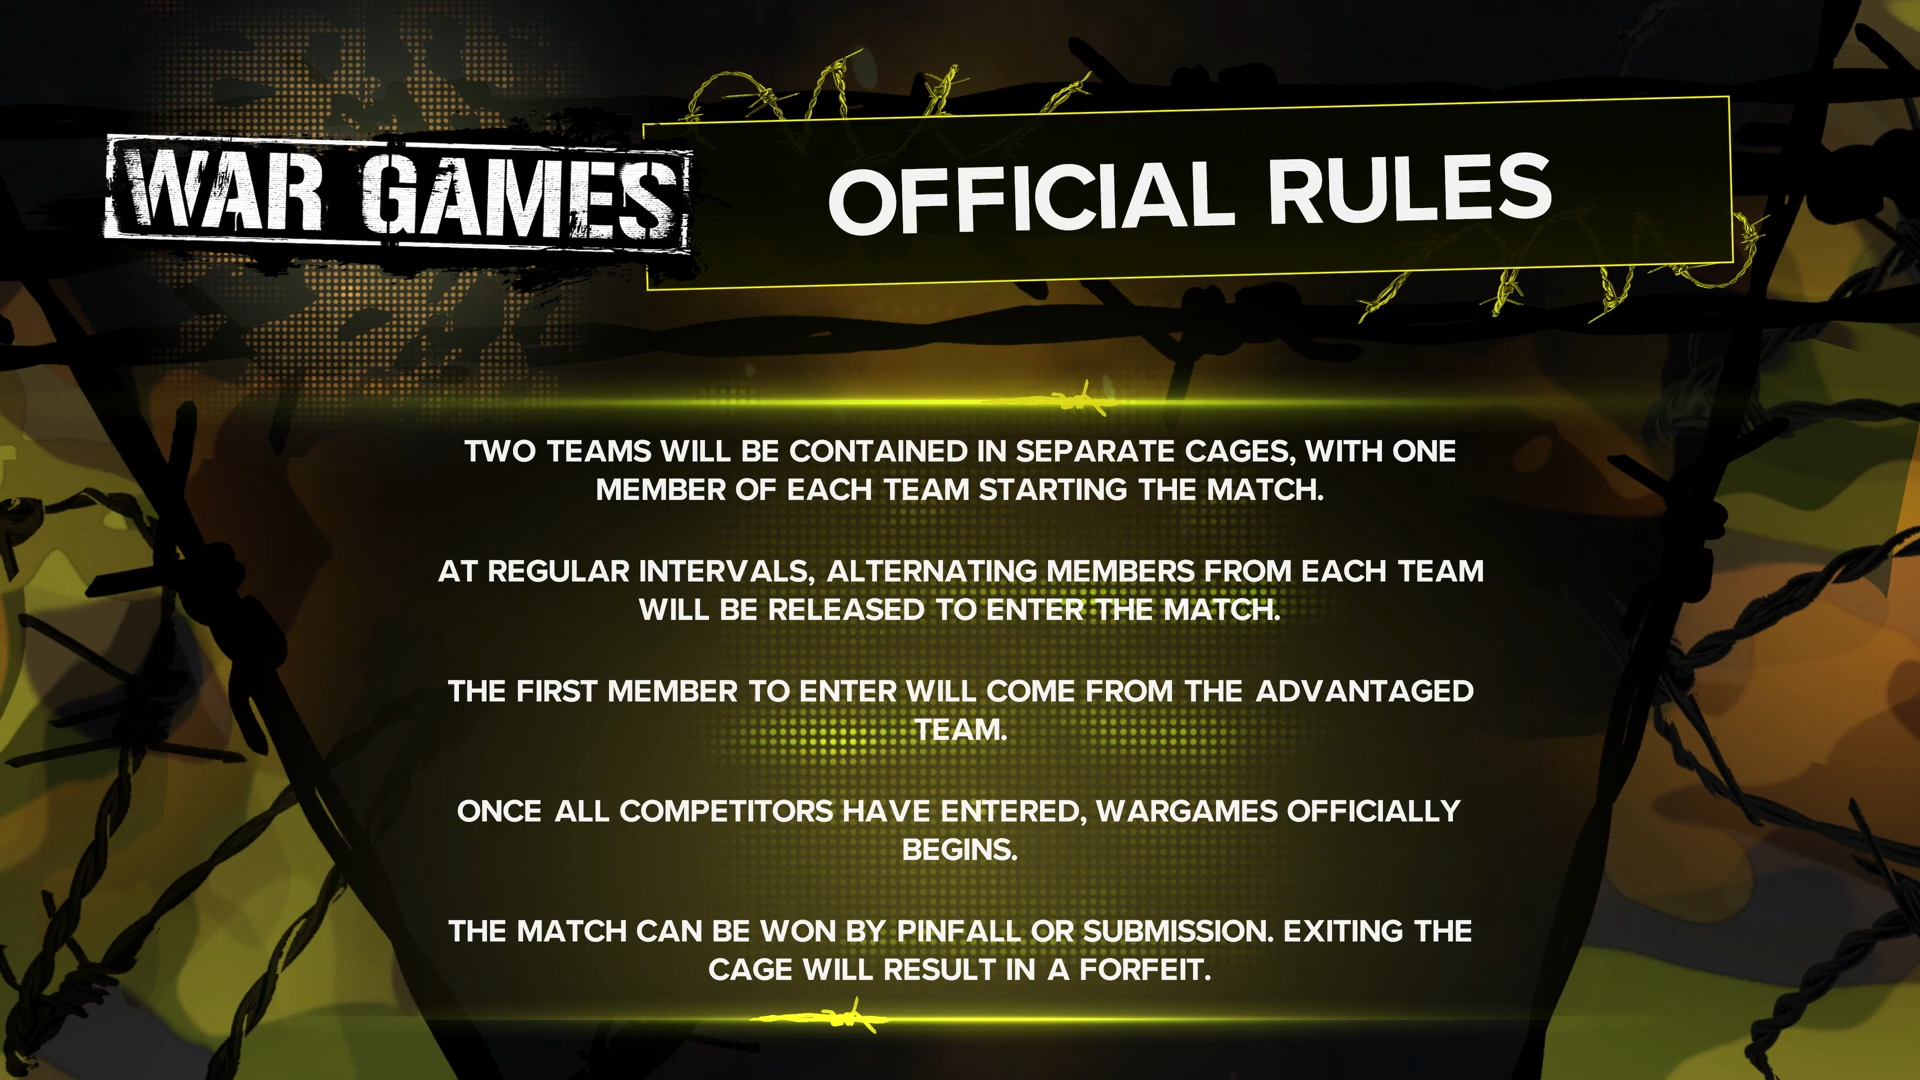 WAR GAMES
OFFICIAL RULES
TWO TEAMS WILL BE CONTAINED IN SEPARATE CAGES, WITH ONE
MEMBER OF EACH TEAM STARTING THE MATCH.
AT REGULAR INTERVALS, ALTERNATING MEMBERS FROM EACH TEAM
WILL BE RELEASED TO ENTER THE MATCH.
THE FIRST MEMBER TO ENTER WILL COME FROM THE ADVANTAGED
TEAM.
ONCE ALL COMPETITORS HAVE ENTERED, WARGAMES OFFICIALLY
BEGINS.
THE MATCH CAN BE WON BY PINFALL OR SUBMISSION. EXITING THE
CAGE WILL RESULT IN A FORFEIT.